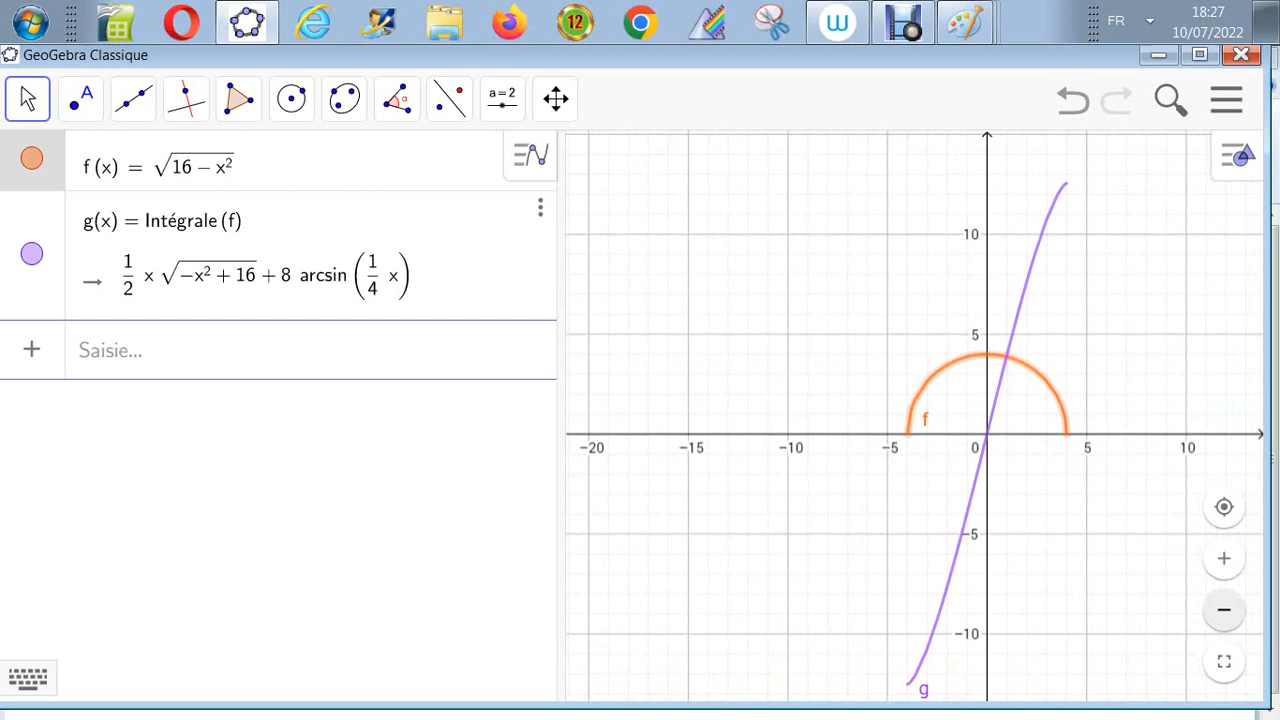 FR
18:27
10/07/2022
12
W
GeoGebra Classique
A
α
a=2
f (x) = √16 − x²
g(x) = Intégrale (f)
→ 1/2 x √−x² + 16 + 8 arcsin (1/4 x)
+ Saisie...
10
5
−20 −15 −10 −5 0 5 10
−5
−10
f
g